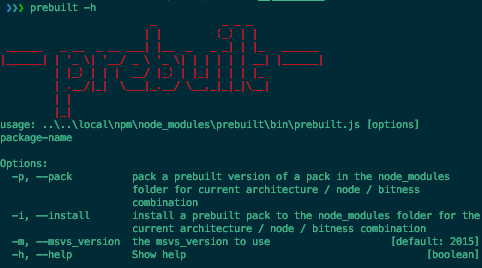 ❯❯❯ prebuilt -h
-prebuilt-
usage: ..\..\local\npm\node_modules\prebuilt\bin\prebuilt.js [options]
package-name
Options:
-p, --pack pack a prebuilt version of a pack in the node_modules
folder for current architecture / node / bitness
combination
-i, --install install a prebuilt pack to the node_modules folder for the
current architecture / node / bitness combination
-m, --msvs_version the msvs_version to use [default: 2015]
-h, --help Show help [boolean]